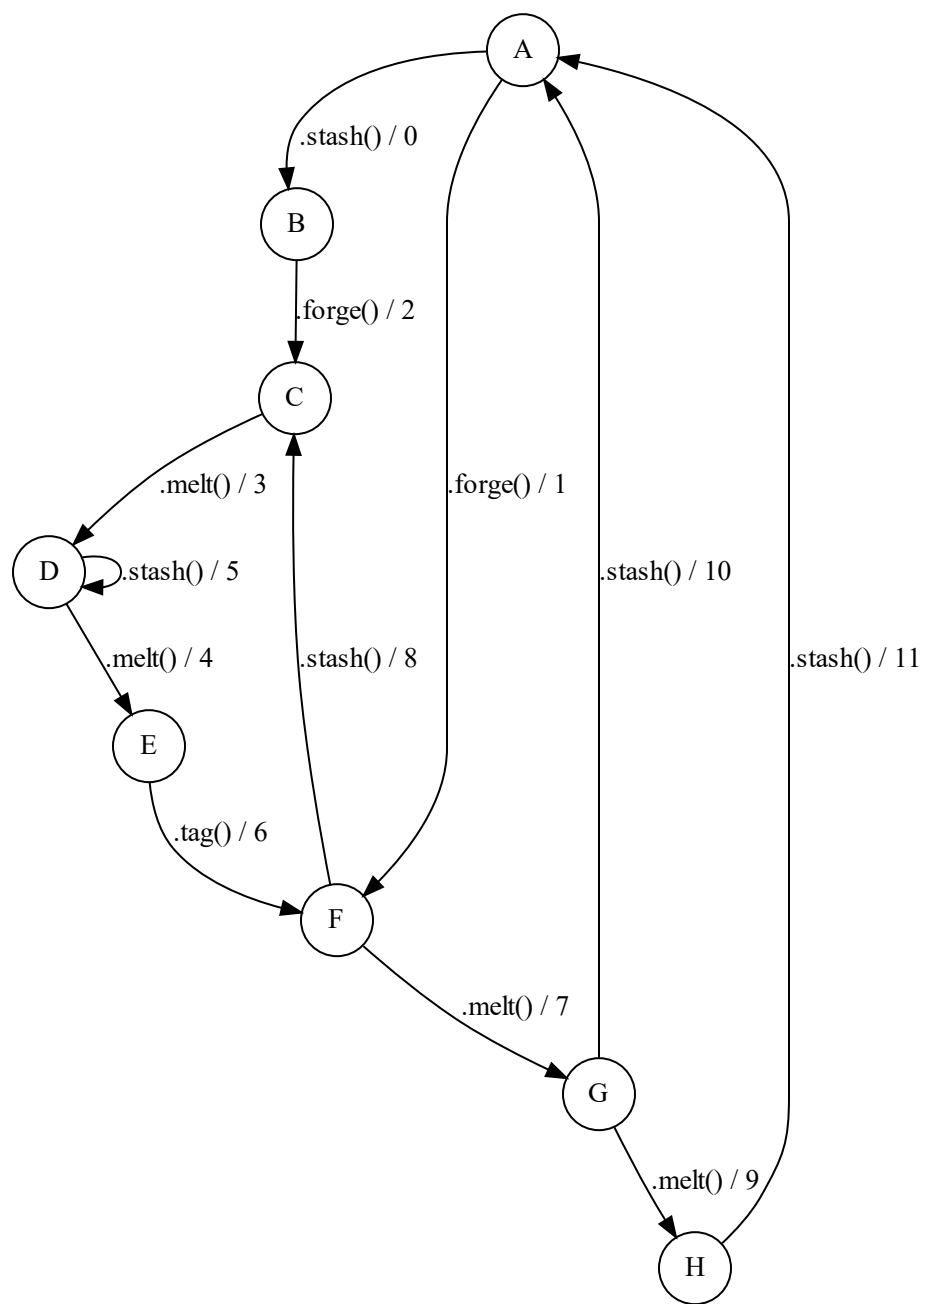 A
.stash() / 0
B
.forge() / 2
C
.melt() / 3
.forge() / 1
D
.stash() / 5
.stash() / 10
.melt() / 4
.stash() / 8
.stash() / 11
E
.tag() / 6
F
.melt() / 7
G
.melt() / 9
H